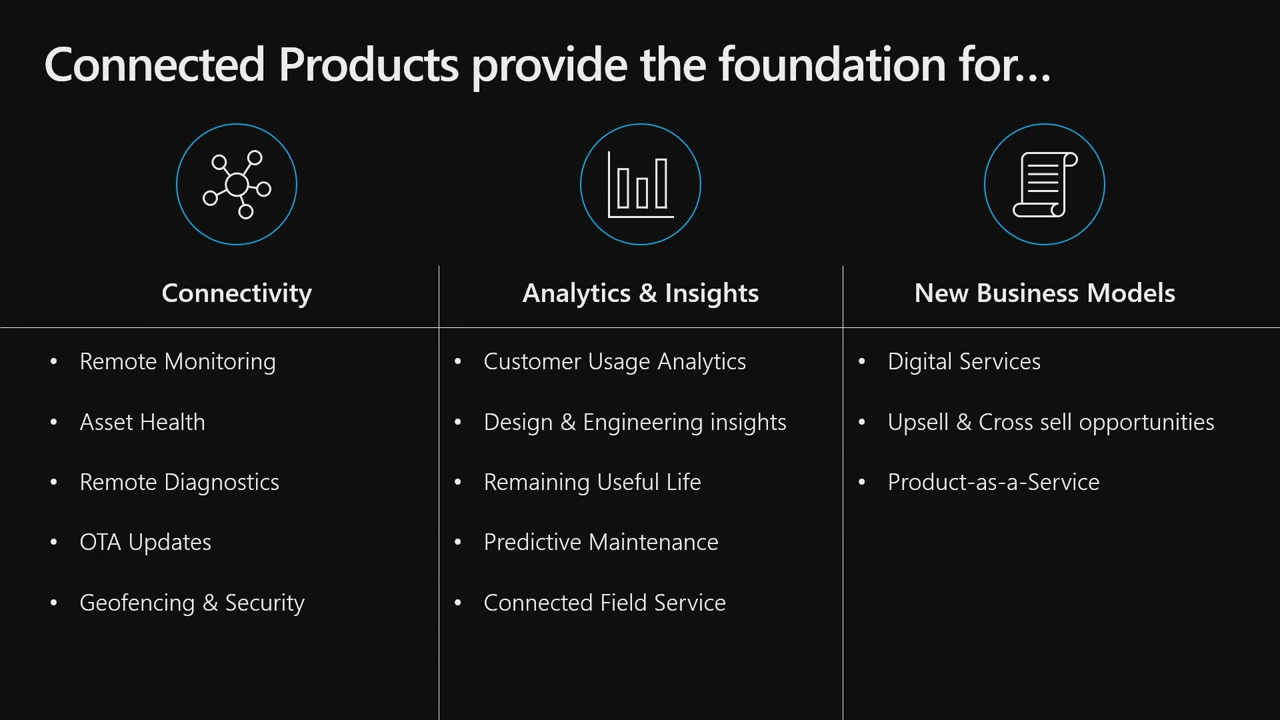 Connected Products provide the foundation for...
Connectivity
• Remote Monitoring
• Asset Health
• Remote Diagnostics
• OTA Updates
• Geofencing & Security
Analytics & Insights
• Customer Usage Analytics
• Design & Engineering insights
• Remaining Useful Life
• Predictive Maintenance
• Connected Field Service
New Business Models
• Digital Services
• Upsell & Cross sell opportunities
• Product-as-a-Service